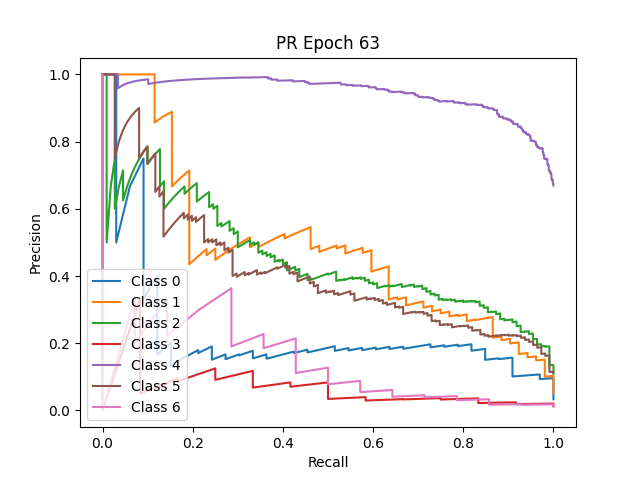 PR Epoch 63
Precision
1.0
0.8
0.6
0.4
0.2
0.0
Class 0
Class 1
Class 2
Class 3
Class 4
Class 5
Class 6
0.0 0.2 0.4 0.6 0.8 1.0
Recall